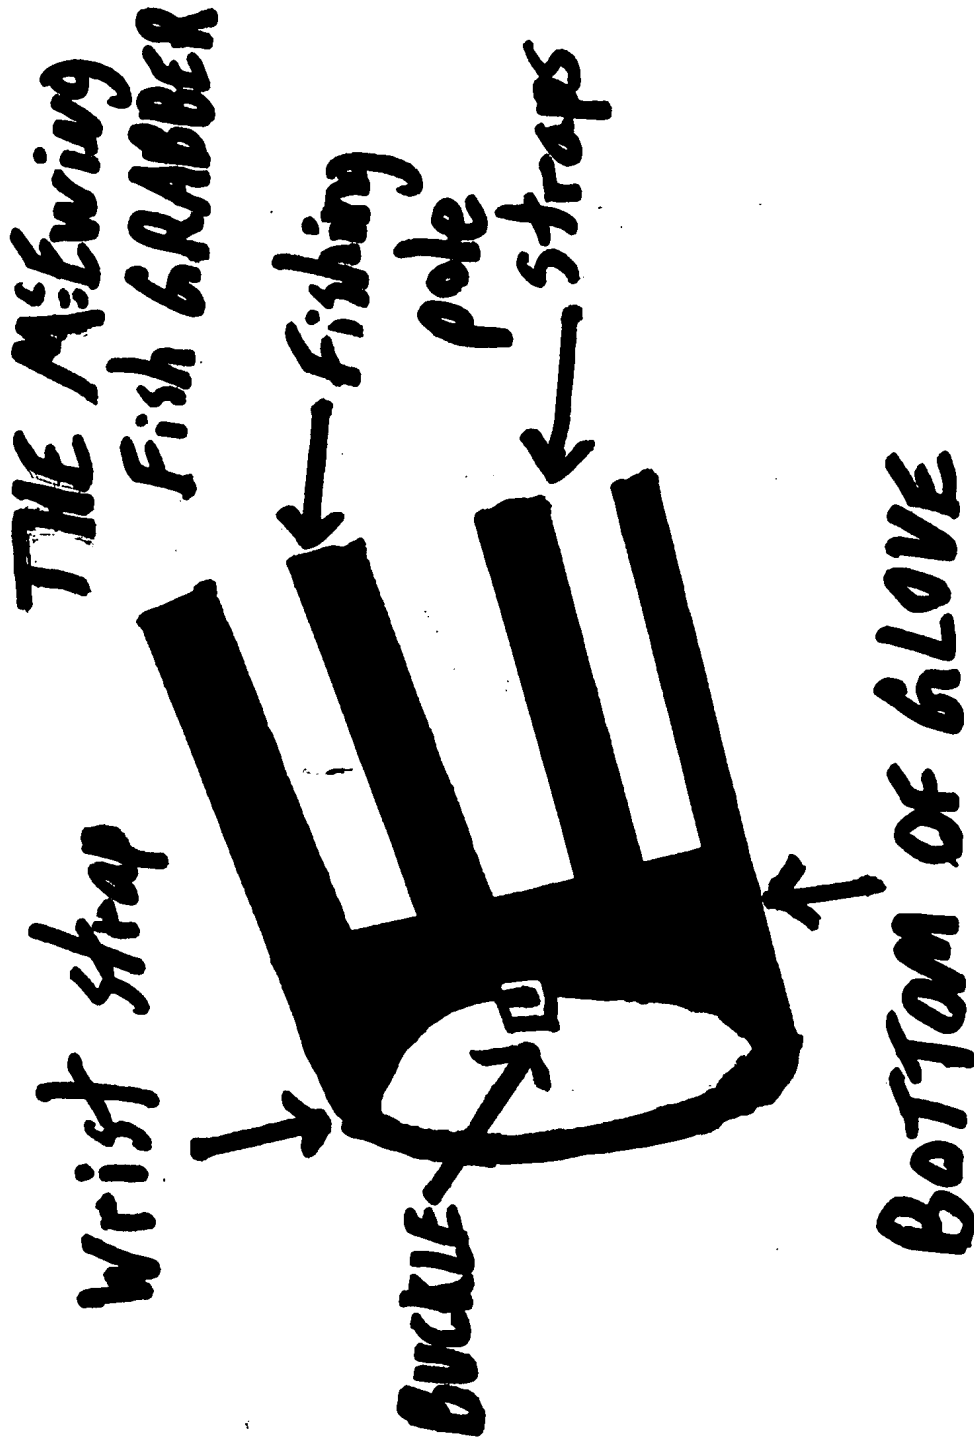 THE McEwing
Fish GRABBER
Fishing
pole
straps
Wrist strap
BUCKLE
BOTTOM OF GLOVE